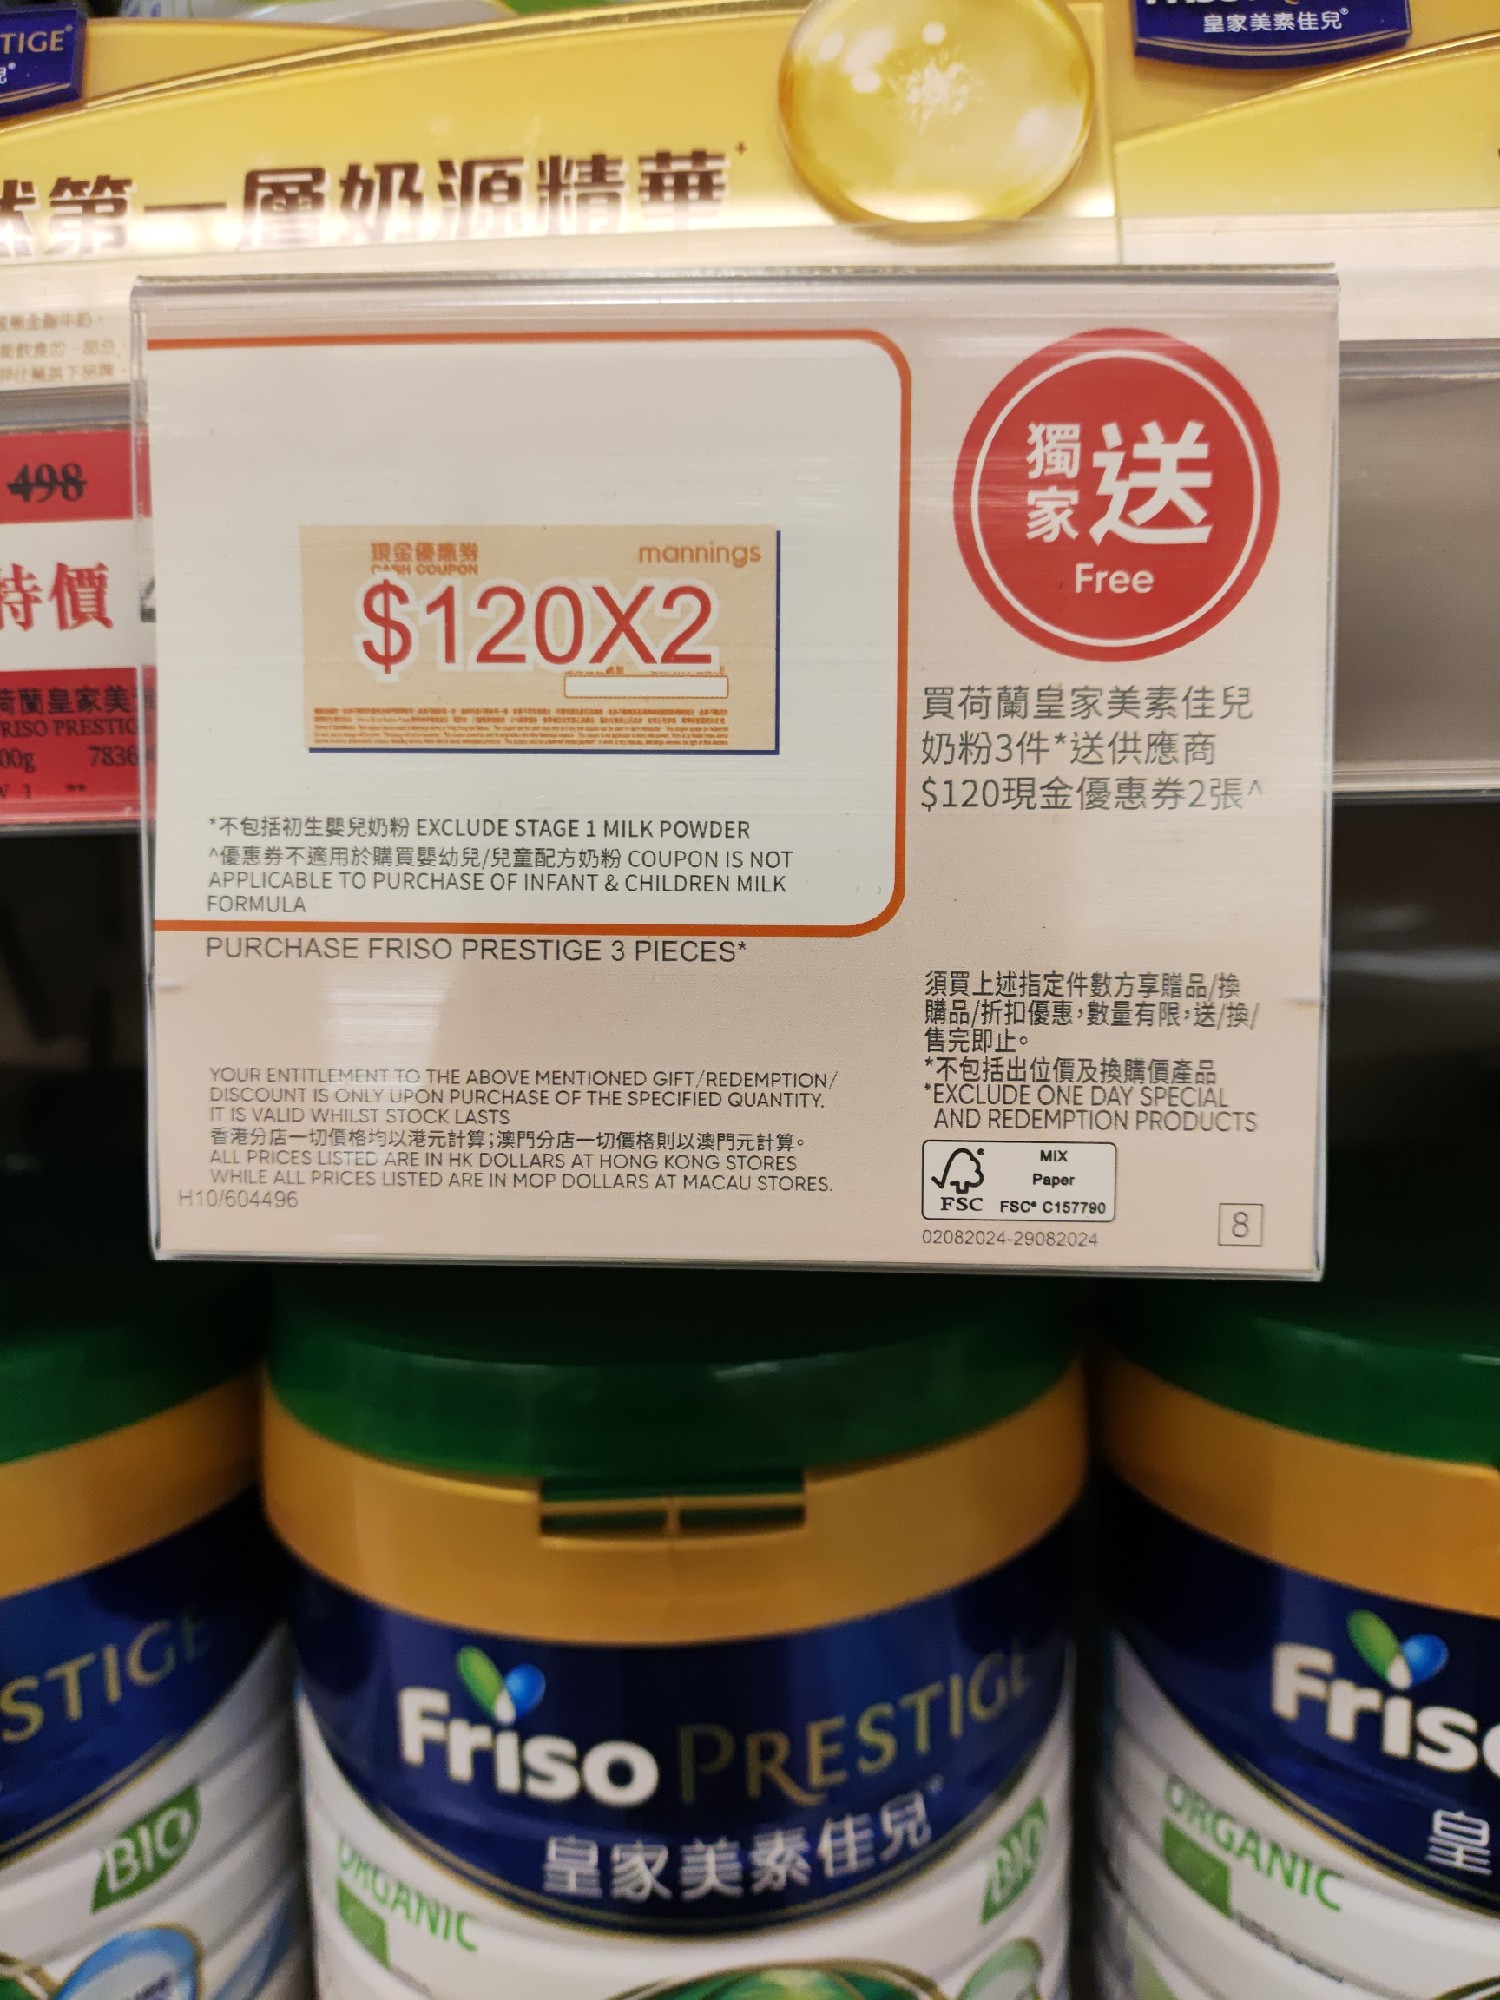 TIGE®
皇家美素佳兒®
第一層奶源精華+
498
特價
荷蘭皇家美
RISO PRESTIG
00g 7836
現金優惠券
CASH COUPON
mannings
$120X2
獨家送
Free
買荷蘭皇家美素佳兒
奶粉3件*送供應商
$120現金優惠券2張^
*不包括初生嬰兒奶粉 EXCLUDE STAGE 1 MILK POWDER
^優惠券不適用於購買嬰幼兒/兒童配方奶粉 COUPON IS NOT
APPLICABLE TO PURCHASE OF INFANT & CHILDREN MILK
FORMULA
PURCHASE FRISO PRESTIGE 3 PIECES*
須買上述指定件數方享贈品/換
購品/折扣優惠,數量有限,送/換/
售完即止。
*不包括出位價及換購價產品
*EXCLUDE ONE DAY SPECIAL
AND REDEMPTION PRODUCTS
YOUR ENTITLEMENT TO THE ABOVE MENTIONED GIFT/REDEMPTION/
DISCOUNT IS ONLY UPON PURCHASE OF THE SPECIFIED QUANTITY.
IT IS VALID WHILST STOCK LASTS
香港分店一切價格均以港元計算;澳門分店一切價格則以澳門元計算。
ALL PRICES LISTED ARE IN HK DOLLARS AT HONG KONG STORES
WHILE ALL PRICES LISTED ARE IN MOP DOLLARS AT MACAU STORES.
H10/604496
FSC
MIX
Paper
FSC® C157790
02082024-29082024
8
STIGE
BIO
Friso PRESTIGE
皇家美素佳兒®
ORGANIC
BIO
Friso
皇
ORGANIC